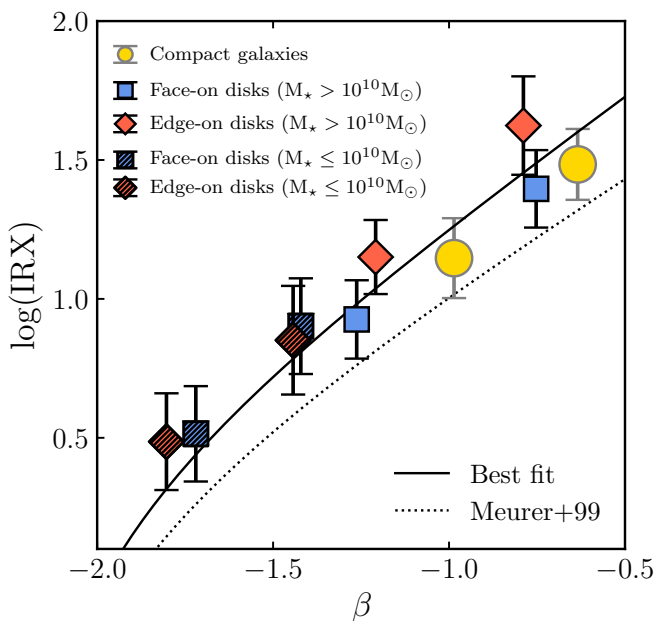 2.0
1.5
1.0
0.5
log(IRX)
Compact galaxies
Face-on disks (M⋆ > 10¹⁰M⊙)
Edge-on disks (M⋆ > 10¹⁰M⊙)
Face-on disks (M⋆ ≤ 10¹⁰M⊙)
Edge-on disks (M⋆ ≤ 10¹⁰M⊙)
Best fit
Meurer+99
−2.0 −1.5 −1.0 −0.5
β